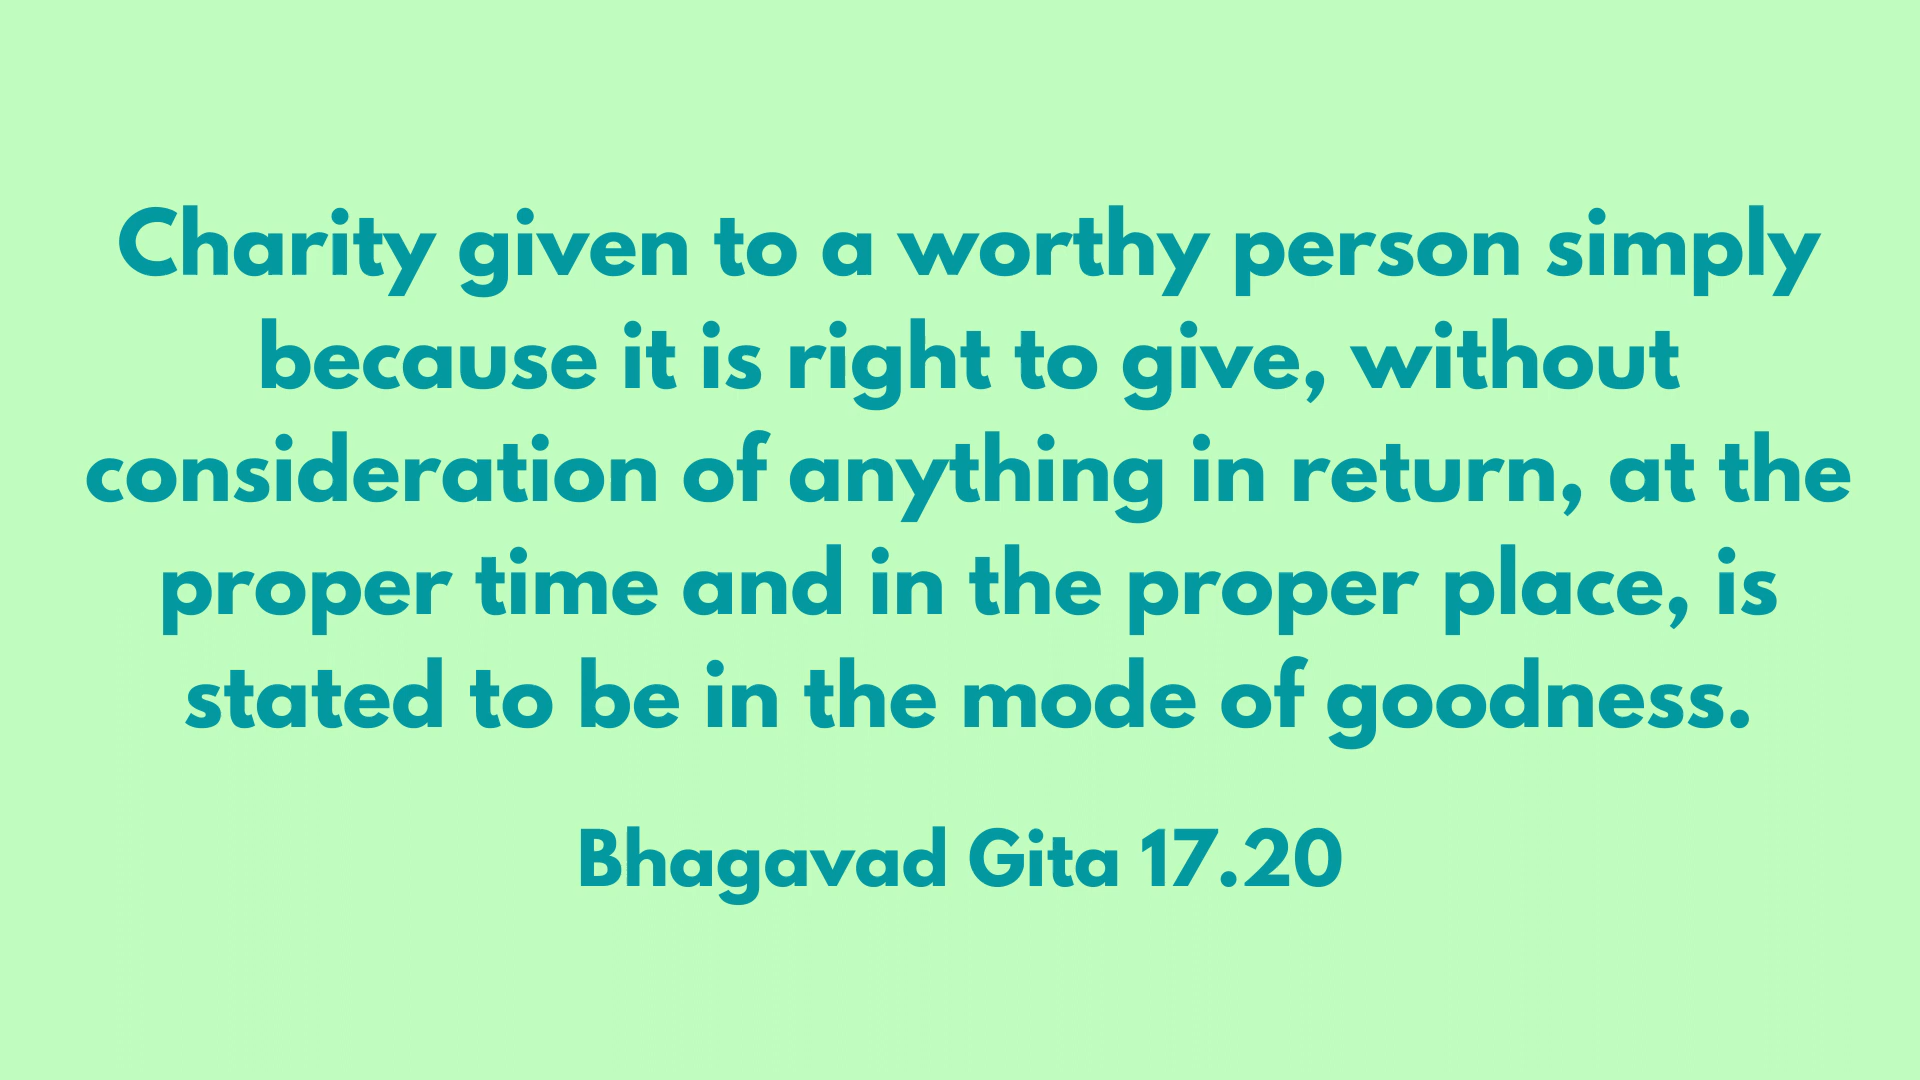 Charity given to a worthy person simply
because it is right to give, without
consideration of anything in return, at the
proper time and in the proper place, is
stated to be in the mode of goodness.
Bhagavad Gita 17.20